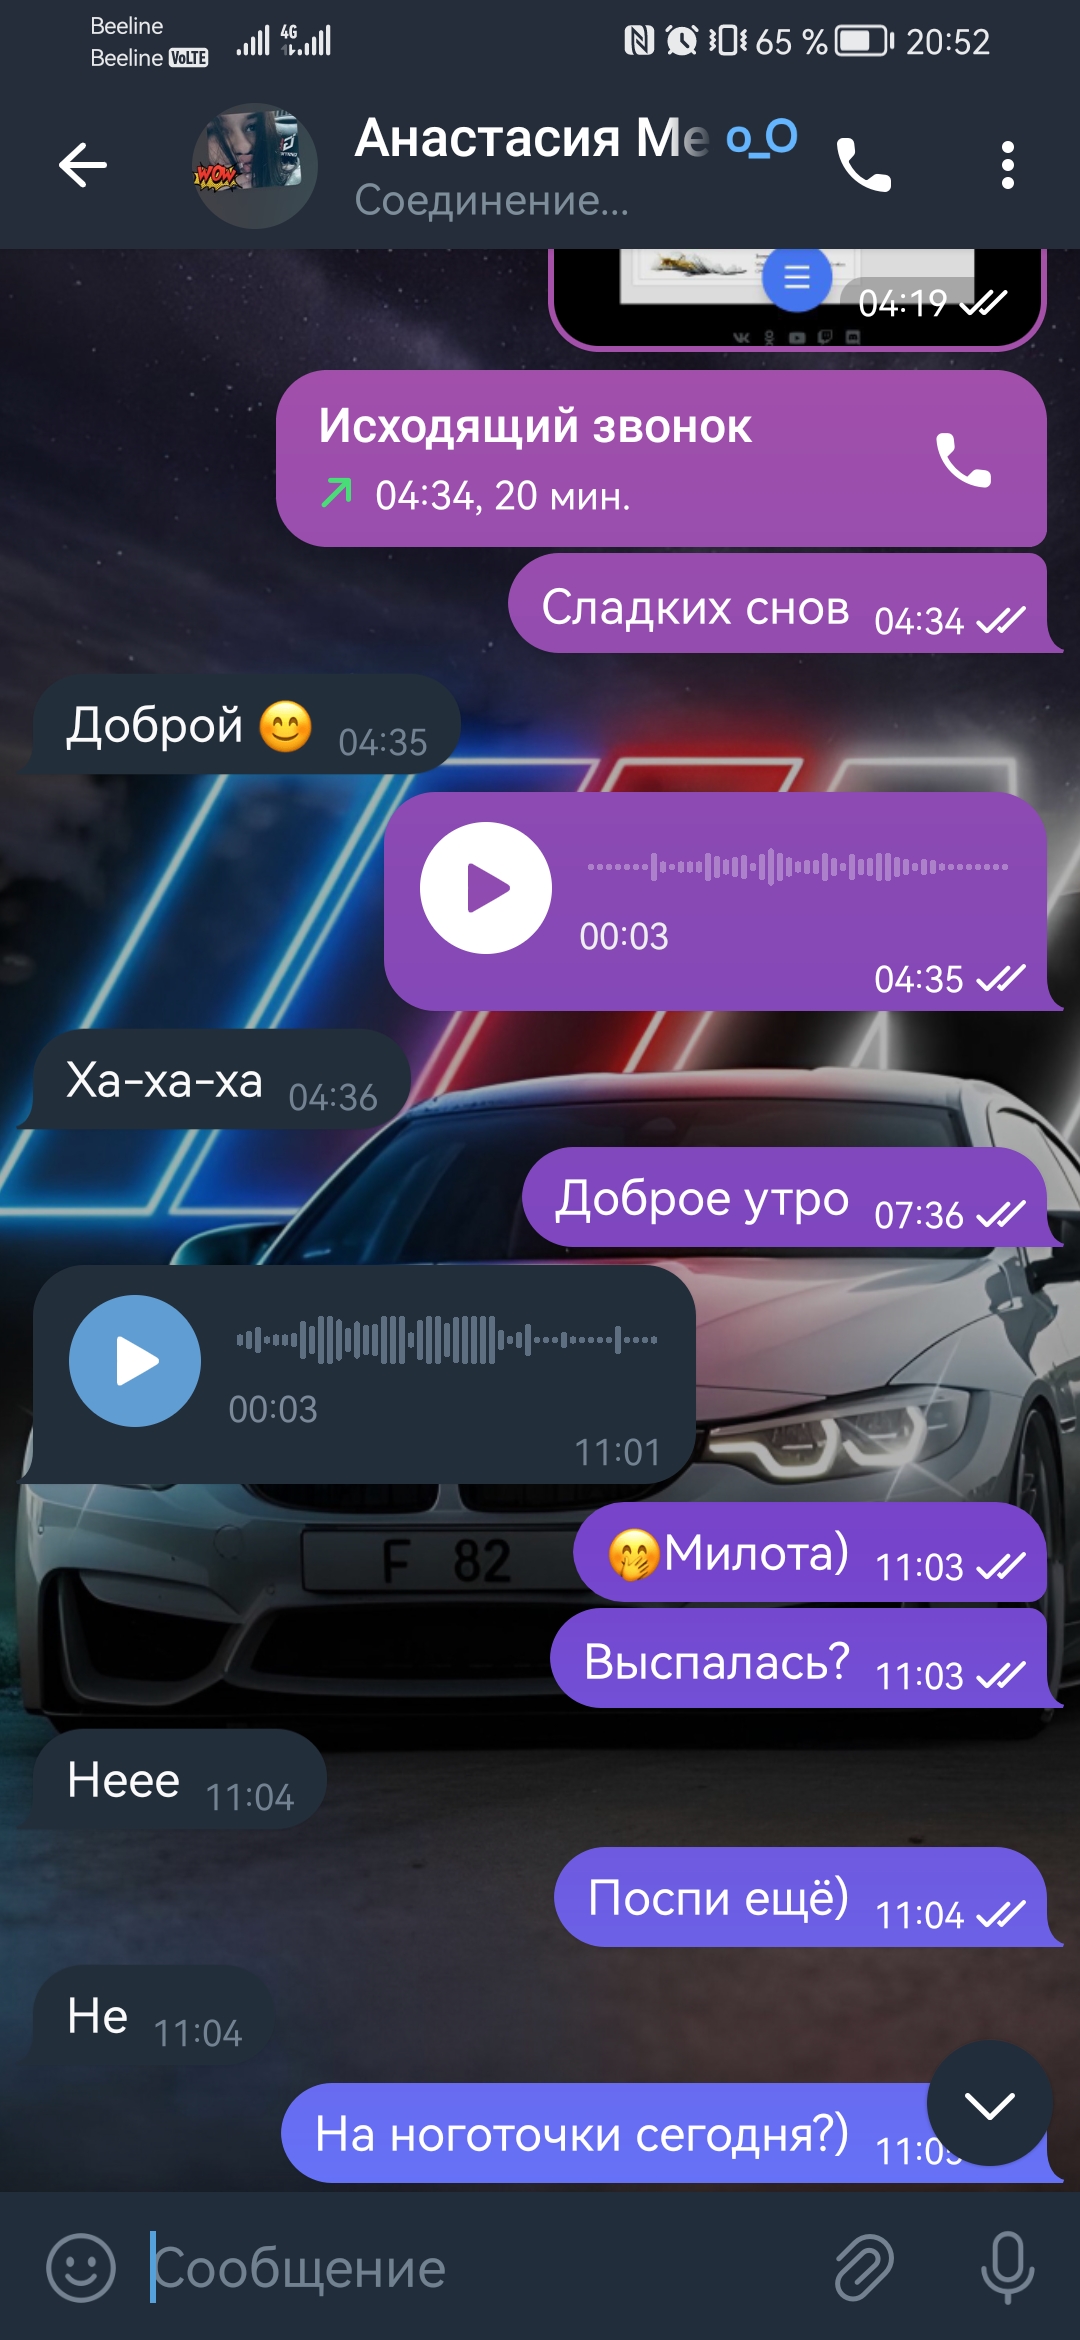 Beeline
Beeline VoLTE 4G 65 % 20:52
WOW
Анастасия Ме o_O
Соединение...
04:19
Исходящий звонок
04:34, 20 мин.
Сладких снов 04:34
Доброй 😊 04:35
00:03
04:35
Ха-ха-ха 04:36
Доброе утро 07:36
00:03
11:01
F 82
🤭Милота) 11:03
Выспалась? 11:03
Неее 11:04
Поспи ещё) 11:04
Не 11:04
На ноготочки сегодня?) 11:05
Сообщение